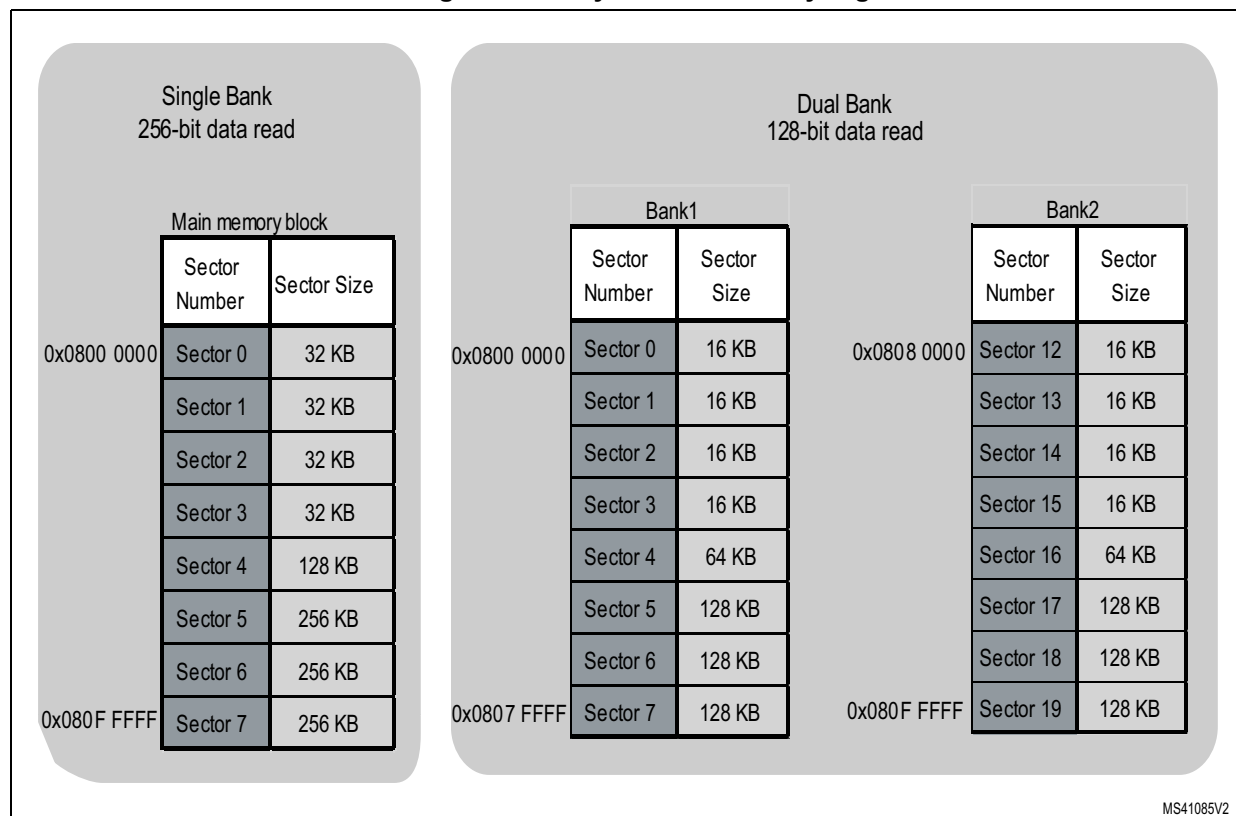 Single Bank
256-bit data read
Main memory block
Sector Number Sector Size
0x0800 0000 Sector 0 32 KB
Sector 1 32 KB
Sector 2 32 KB
Sector 3 32 KB
Sector 4 128 KB
Sector 5 256 KB
Sector 6 256 KB
0x080F FFFF Sector 7 256 KB
Dual Bank
128-bit data read
Bank1
Sector Number Sector Size
0x0800 0000 Sector 0 16 KB
Sector 1 16 KB
Sector 2 16 KB
Sector 3 16 KB
Sector 4 64 KB
Sector 5 128 KB
Sector 6 128 KB
0x0807 FFFF Sector 7 128 KB
Bank2
Sector Number Sector Size
0x0808 0000 Sector 12 16 KB
Sector 13 16 KB
Sector 14 16 KB
Sector 15 16 KB
Sector 16 64 KB
Sector 17 128 KB
Sector 18 128 KB
0x080F FFFF Sector 19 128 KB
MS41085V2